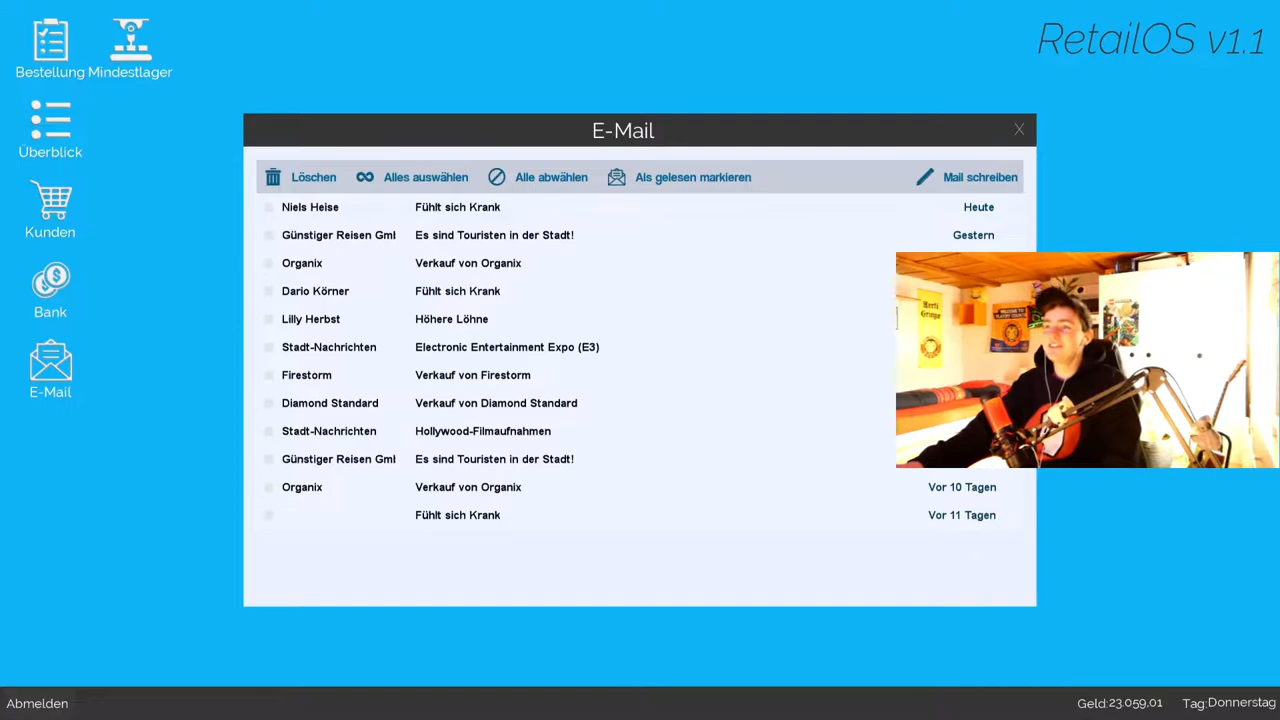 RetailOS v1.1
Bestellung
Mindestlager
Überblick
Kunden
Bank
E-Mail
E-Mail
X
Löschen
Alles auswählen
Alle abwählen
Als gelesen markieren
Mail schreiben
Niels Heise Fühlt sich Krank Heute
Günstiger Reisen Gmb Es sind Touristen in der Stadt! Gestern
Organix Verkauf von Organix
Dario Körner Fühlt sich Krank
Lilly Herbst Höhere Löhne
Stadt-Nachrichten Electronic Entertainment Expo (E3)
Firestorm Verkauf von Firestorm
Diamond Standard Verkauf von Diamond Standard
Stadt-Nachrichten Hollywood-Filmaufnahmen
Günstiger Reisen Gmb Es sind Touristen in der Stadt!
Organix Verkauf von Organix Vor 10 Tagen
Fühlt sich Krank Vor 11 Tagen
Abmelden
Geld:23.059,01
Tag:Donnerstag